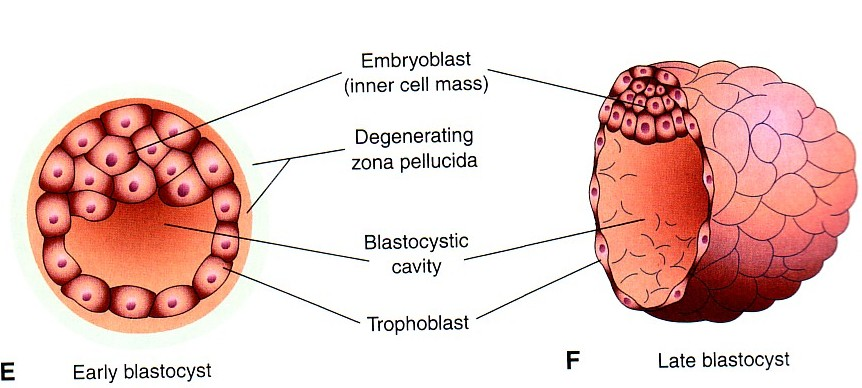 Embryoblast
(inner cell mass)
Degenerating
zona pellucida
Blastocystic
cavity
Trophoblast
E Early blastocyst
F Late blastocyst